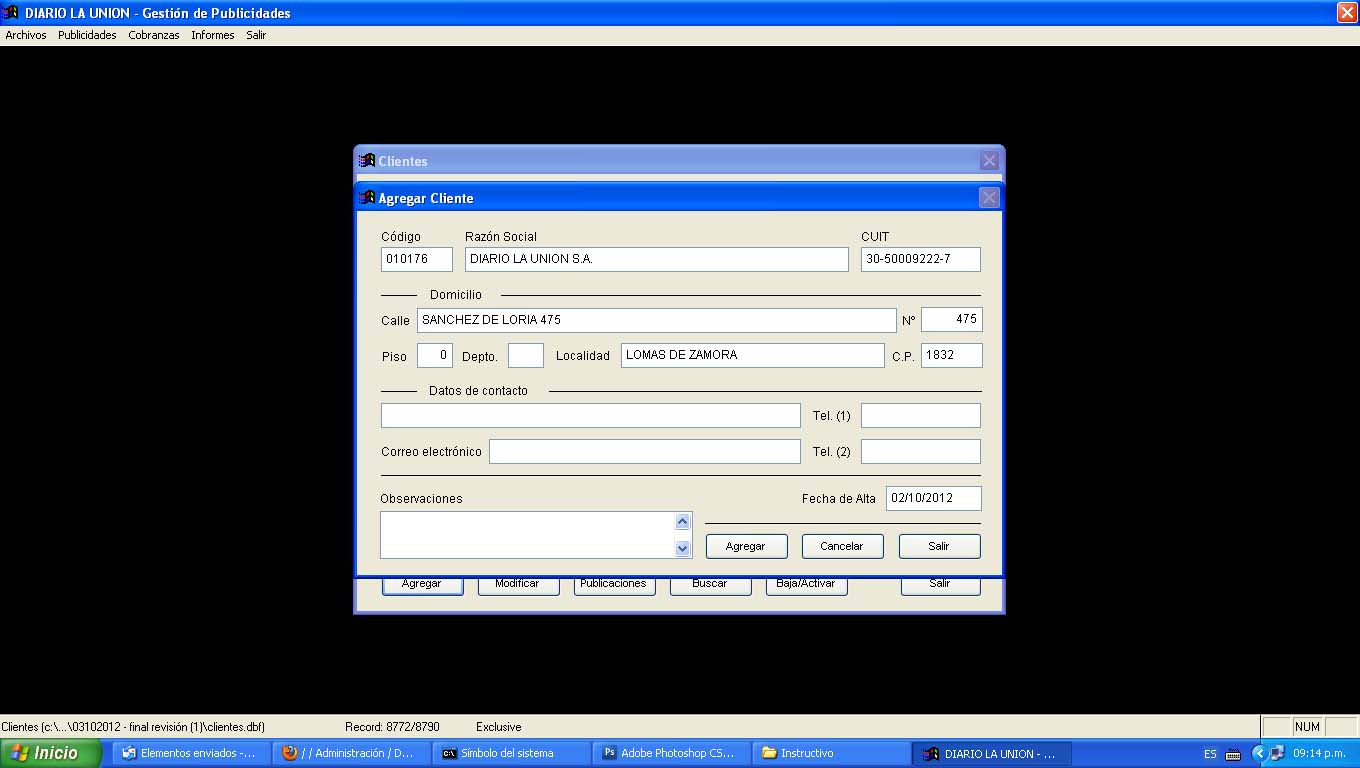 DIARIO LA UNION - Gestión de Publicidades
Archivos Publicidades Cobranzas Informes Salir
Clientes
Agregar Cliente
Código Razón Social CUIT
010176 DIARIO LA UNION S.A. 30-50009222-7
Domicilio
Calle SANCHEZ DE LORIA 475 Nº 475
Piso 0 Depto. Localidad LOMAS DE ZAMORA C.P. 1832
Datos de contacto
Tel. (1)
Correo electrónico Tel. (2)
Observaciones Fecha de Alta 02/10/2012
Agregar Cancelar Salir
Agregar Modificar Publicaciones Buscar Baja/Activar Salir
Clientes (c:\...\03102012 - final revisión (1)\clientes.dbf) Record: 8772/8790 Exclusive NUM
Inicio Elementos enviados -... / / Administración / D... Símbolo del sistema Adobe Photoshop CS... Instructivo DIARIO LA UNION - ... ES 09:14 p.m.